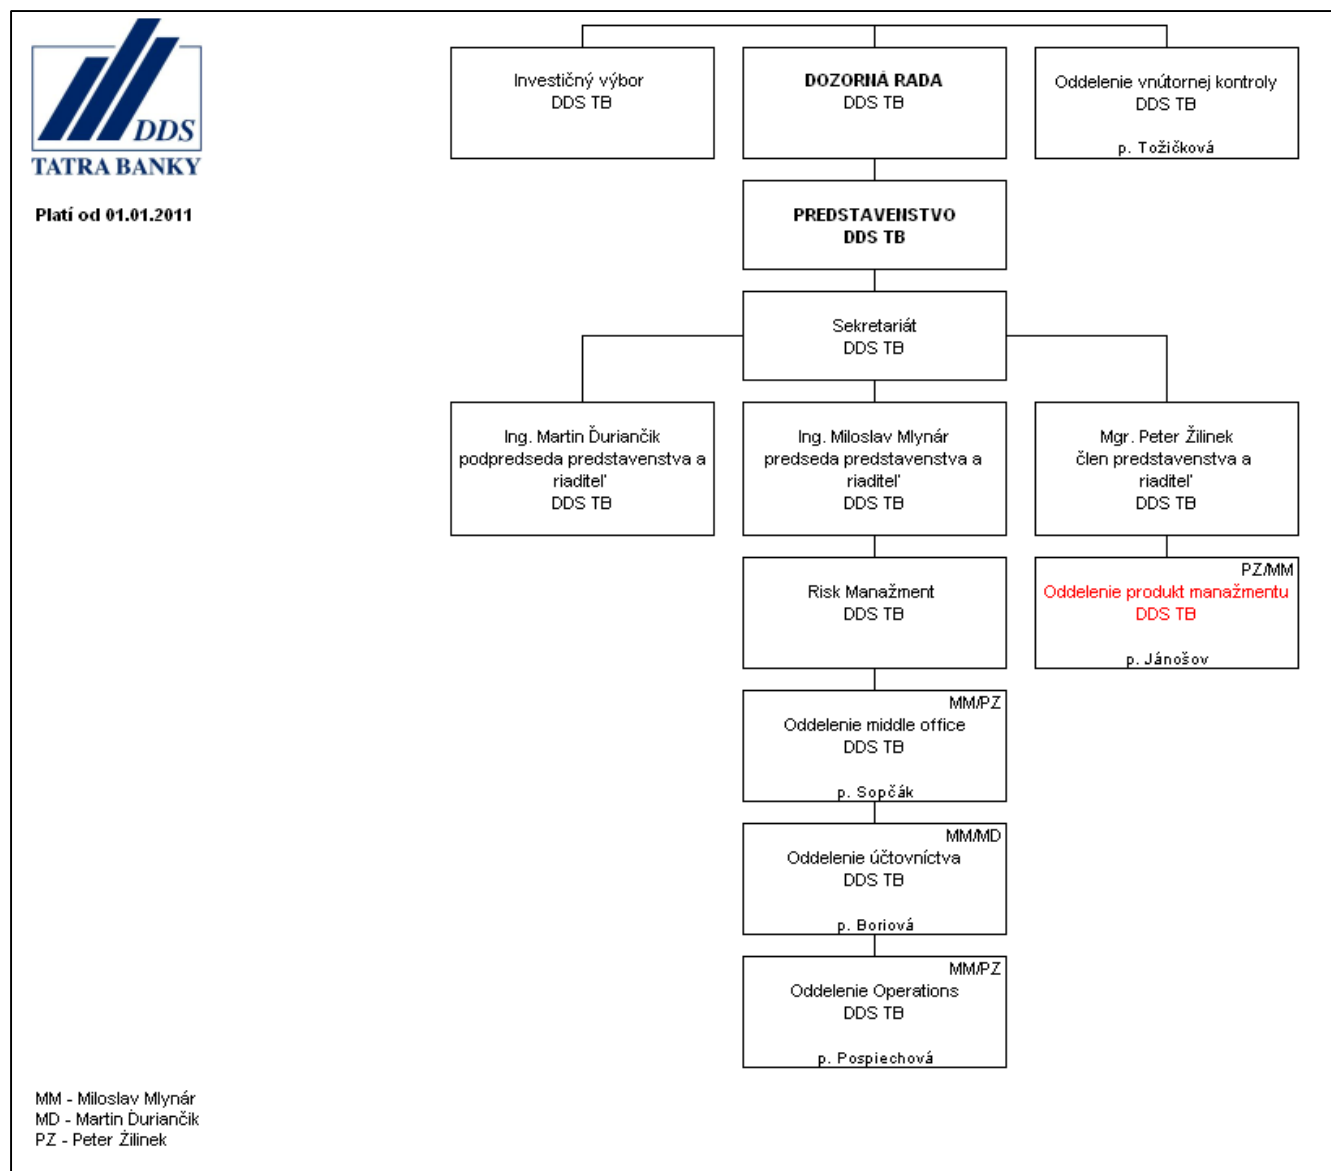 DDS
TATRA BANKY
Platí od 01.01.2011
Investičný výbor
DDS TB
DOZORNÁ RADA
DDS TB
Oddelenie vnútornej kontroly
DDS TB
p. Tožičková
PREDSTAVENSTVO
DDS TB
Sekretariát
DDS TB
Ing. Martin Ďuriančik
podpredseda predstavenstva a
riaditeľ
DDS TB
Ing. Miloslav Mlynár
predseda predstavenstva a
riaditeľ
DDS TB
Mgr. Peter Žilinek
člen predstavenstva a
riaditeľ
DDS TB
Risk Manažment
DDS TB
PZ/MM
Oddelenie produkt manažmentu
DDS TB
p. Jánošov
MM/PZ
Oddelenie middle office
DDS TB
p. Sopčák
MM/MD
Oddelenie účtovníctva
DDS TB
p. Boriová
MM/PZ
Oddelenie Operations
DDS TB
p. Pospiechová
MM - Miloslav Mlynár
MD - Martin Ďuriančik
PZ - Peter Žilinek